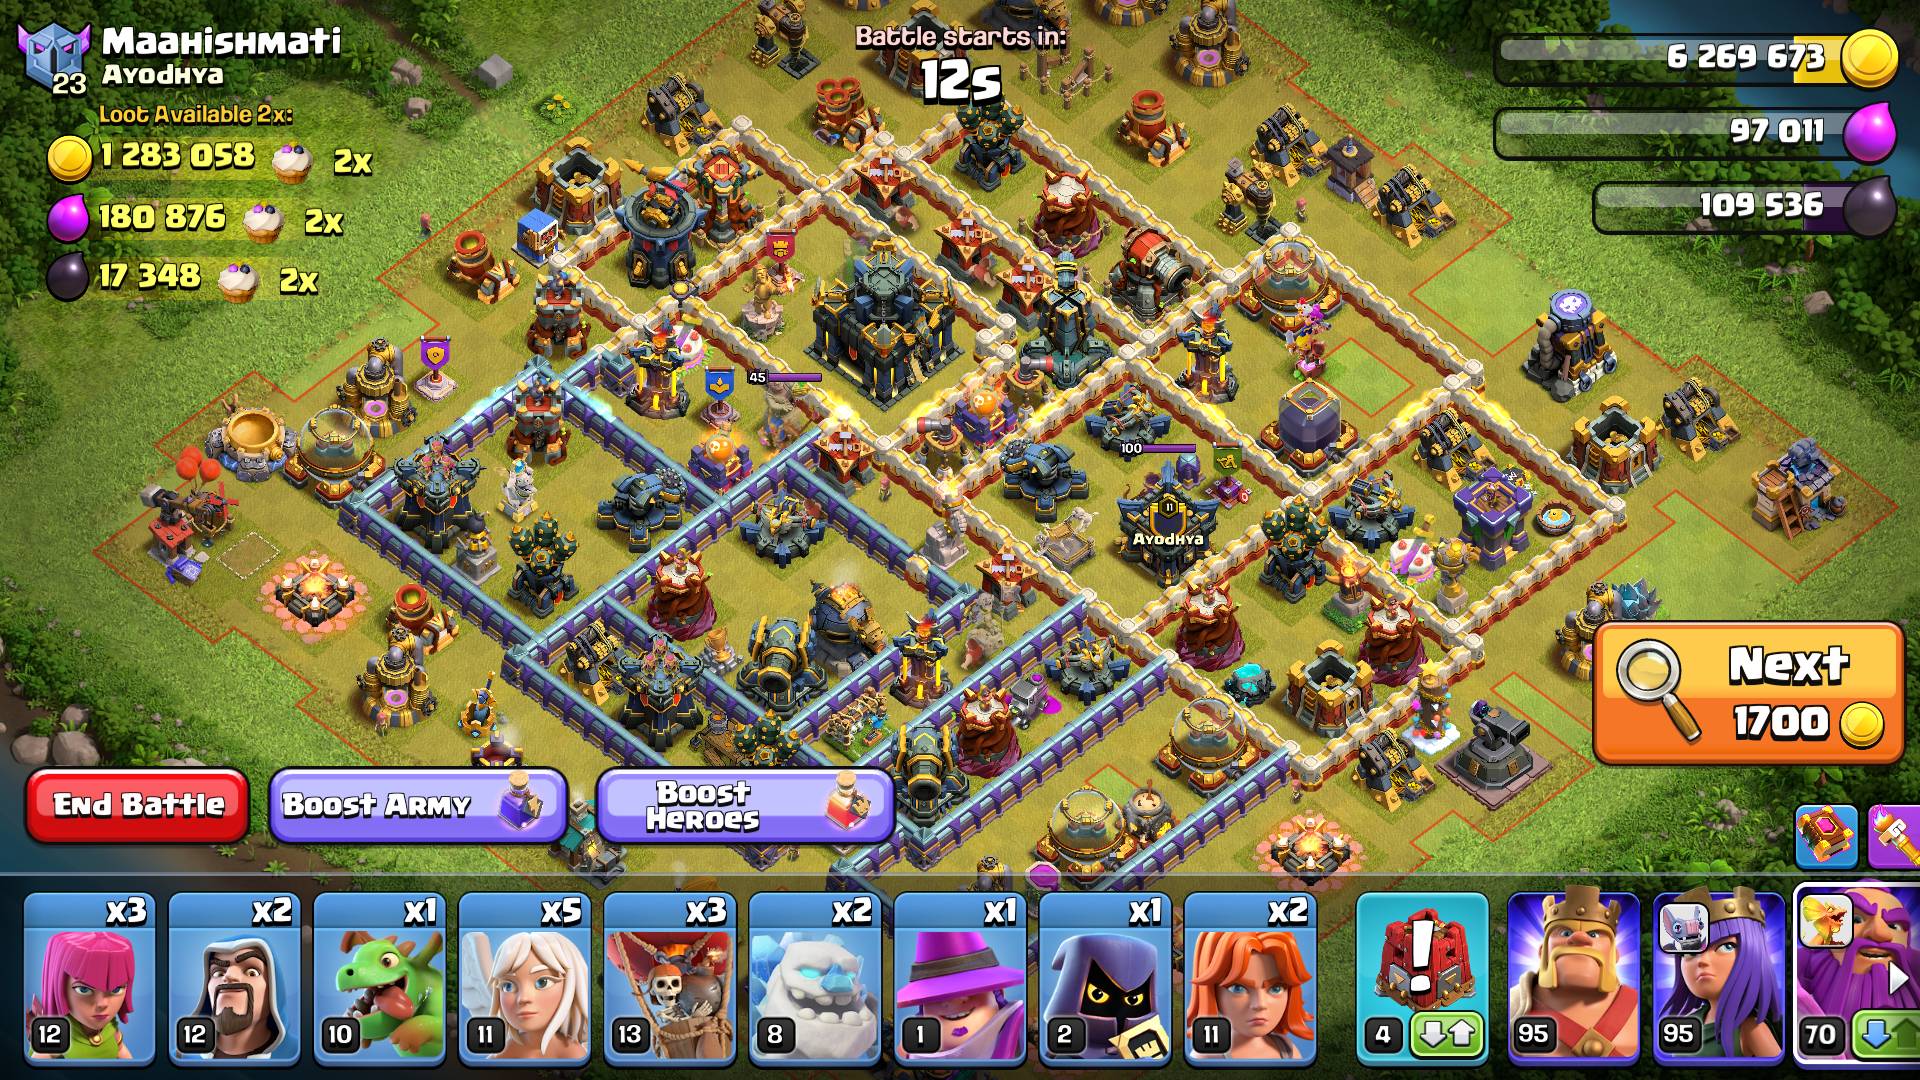 Maahishmati
23
Ayodhya
Loot Available 2x:
1 283 058 2x
180 876 2x
17 348 2x
Battle starts in:
12s
6 269 673
97 011
109 536
45
100
11
Ayodhya
Next
1700
End Battle
Boost Army
Boost
Heroes
6
x3
x2
x1
x5
x3
x2
x1
x1
x2
!
12
12
10
11
13
8
1
2
11
4
95
95
70